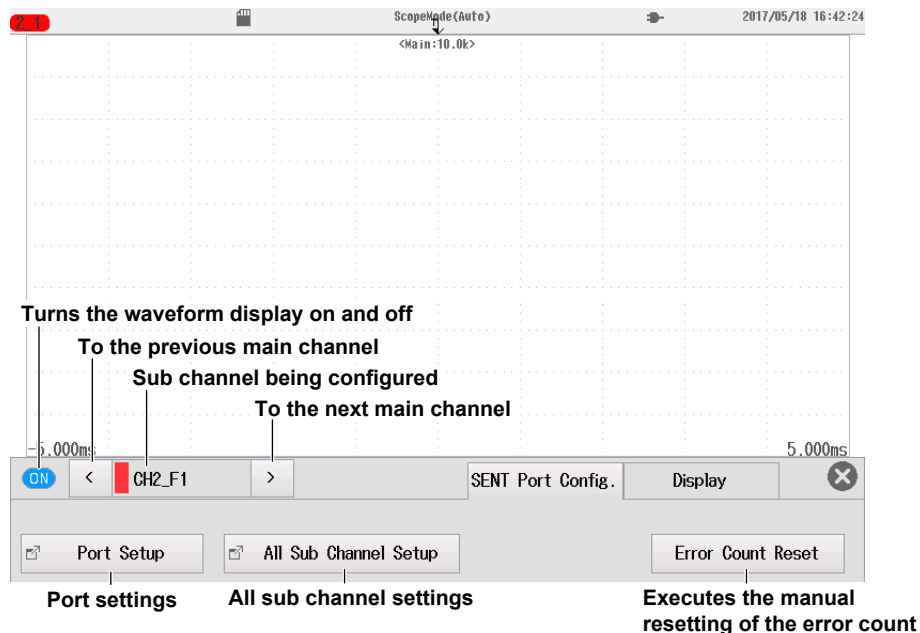 2 1 ScopeMode(Auto) 2017/05/18 16:42:24
<Main:10.0k>
Turns the waveform display on and off
To the previous main channel
Sub channel being configured
To the next main channel
-5.000ms 5.000ms
ON < CH2_F1 > SENT Port Config. Display
Port Setup All Sub Channel Setup Error Count Reset
Port settings All sub channel settings Executes the manual
resetting of the error count